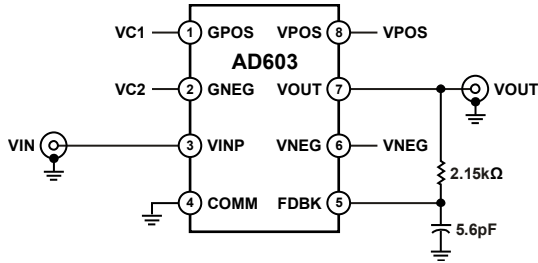 VC1 1 GPOS VPOS 8 VPOS
AD603
VC2 2 GNEG VOUT 7 VOUT
VIN 3 VINP VNEG 6 VNEG
2.15kΩ
4 COMM FDBK 5
5.6pF